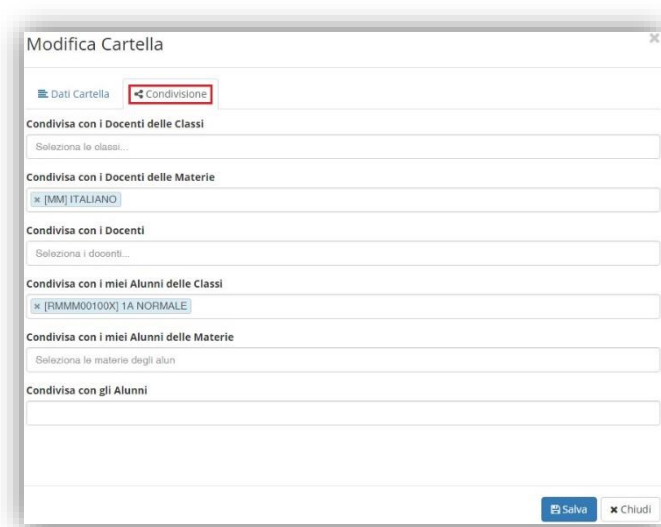 Modifica Cartella
Dati Cartella
Condivisione
Condivisa con i Docenti delle Classi
Seleziona le classi...
Condivisa con i Docenti delle Materie
× [MM] ITALIANO
Condivisa con i Docenti
Seleziona i docenti...
Condivisa con i miei Alunni delle Classi
× [RMMM00100X] 1A NORMALE
Condivisa con i miei Alunni delle Materie
Seleziona le materie degli alun
Condivisa con gli Alunni
Salva
× Chiudi